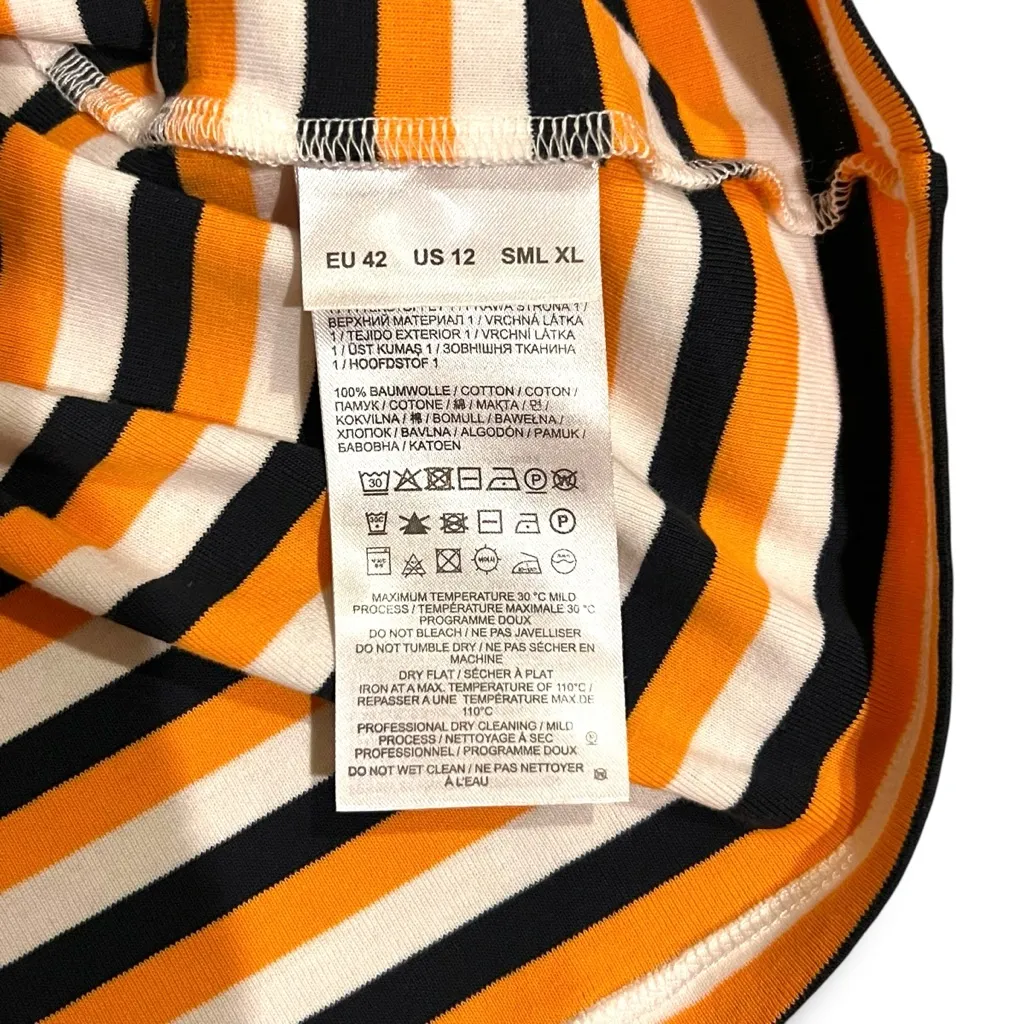 EU 42 US 12 SML XL
ВЕРХНИЙ МАТЕРИАЛ 1 / VRCHNÁ LÁTKA
1 / TEJIDO EXTERIOR 1 / VRCHNÍ LÁTKA
1 / ÜST KUMAŞ 1 / ЗОВНІШНЯ ТКАНИНА
1 / HOOFDSTOF 1
100% BAUMWOLLE / COTTON / COTON /
ПАМУК / COTONE / 綿 / МАҚТА / 면 /
KOKVILNA / 棉 / BOMULL / BAWEŁNA /
ХЛОПОК / BAVLNA / ALGODÓN / PAMUK /
БАВОВНА / KATOEN
30 P W
30C P
MAXIMUM TEMPERATURE 30 °C MILD
PROCESS / TEMPÉRATURE MAXIMALE 30 °C
PROGRAMME DOUX
DO NOT BLEACH / NE PAS JAVELLISER
DO NOT TUMBLE DRY / NE PAS SÉCHER EN
MACHINE
DRY FLAT / SÉCHER À PLAT
IRON AT A MAX. TEMPERATURE OF 110°C /
REPASSER A UNE TEMPÉRATURE MAX DE
110°C
PROFESSIONAL DRY CLEANING / MILD
PROCESS / NETTOYAGE À SEC
PROFESSIONNEL / PROGRAMME DOUX
DO NOT WET CLEAN / NE PAS NETTOYER
À L'EAU